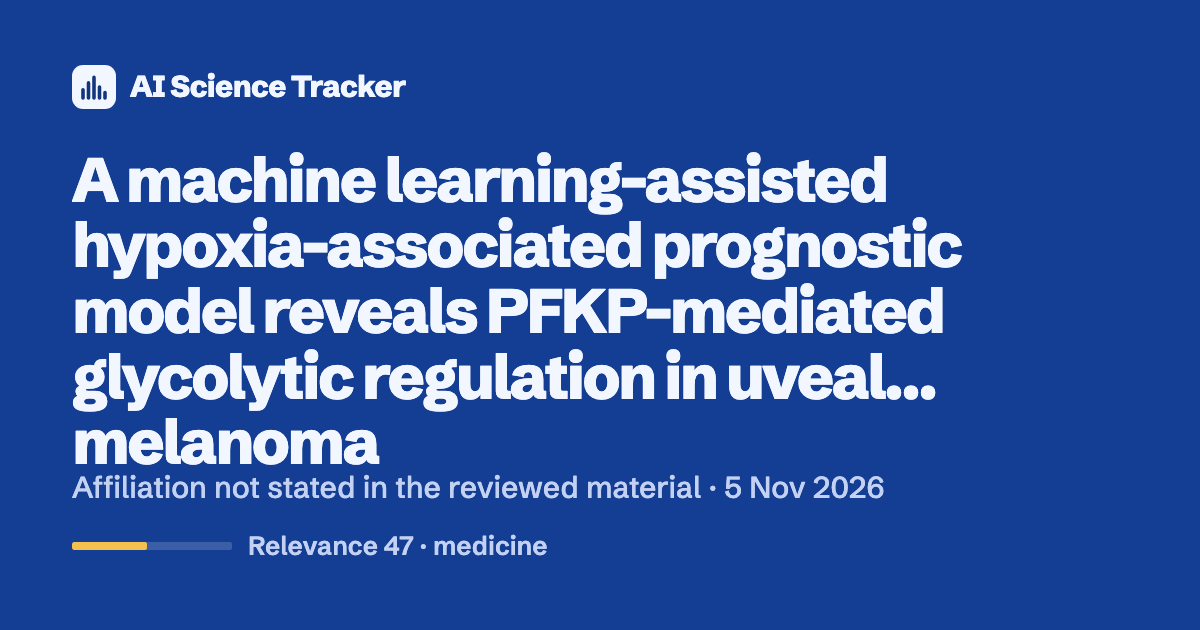 AI Science Tracker
A machine learning-assisted
hypoxia-associated prognostic
model reveals PFKP-mediated
glycolytic regulation in uveal...
melanoma
Affiliation not stated in the reviewed material · 5 Nov 2026
Relevance 47 · medicine